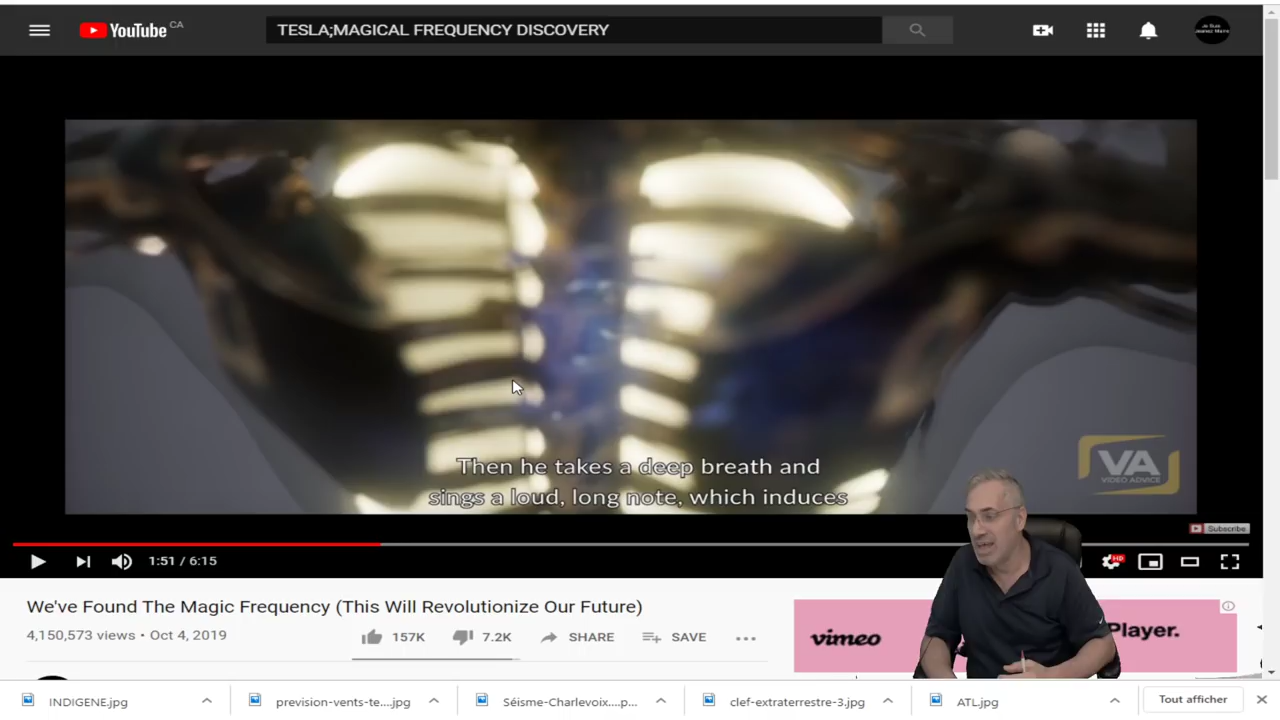 YouTube CA
TESLA;MAGICAL FREQUENCY DISCOVERY
Then he takes a deep breath and
sings a loud, long note, which induces
VA
VIDEO ADVICE
Subscribe
1:51 / 6:15
HD
We've Found The Magic Frequency (This Will Revolutionize Our Future)
4,150,573 views • Oct 4, 2019
157K
7.2K
SHARE
SAVE
vimeo
Player.
INDIGENE.jpg
prevision-vents-te....jpg
Séisme-Charlevoix....p...
clef-extraterrestre-3.jpg
ATL.jpg
Tout afficher